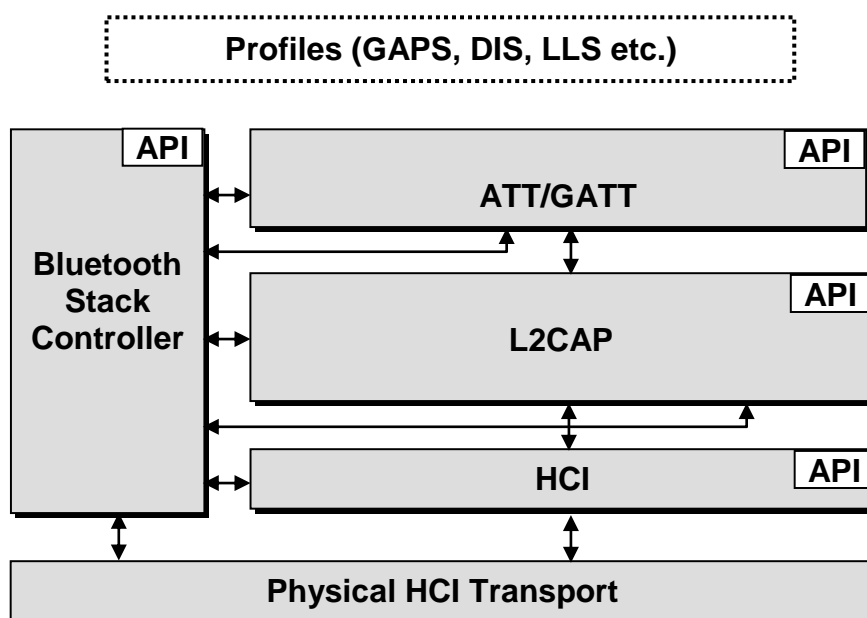 Profiles (GAPS, DIS, LLS etc.)
API
API
ATT/GATT
Bluetooth
Stack
Controller
API
L2CAP
API
HCI
Physical HCI Transport